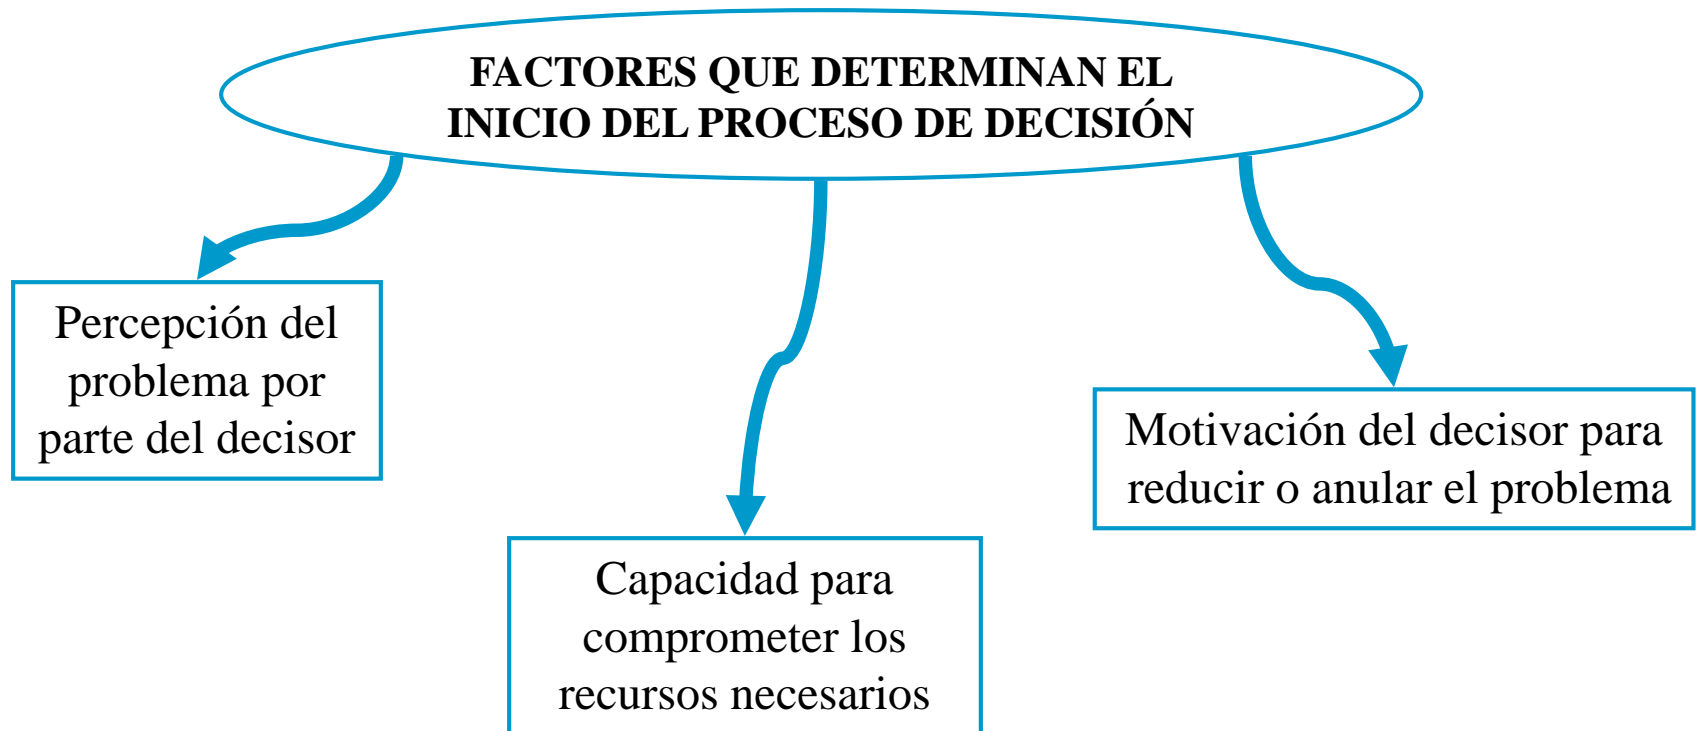 FACTORES QUE DETERMINAN EL
INICIO DEL PROCESO DE DECISIÓN
Percepción del
problema por
parte del decisor
Capacidad para
comprometer los
recursos necesarios
Motivación del decisor para
reducir o anular el problema